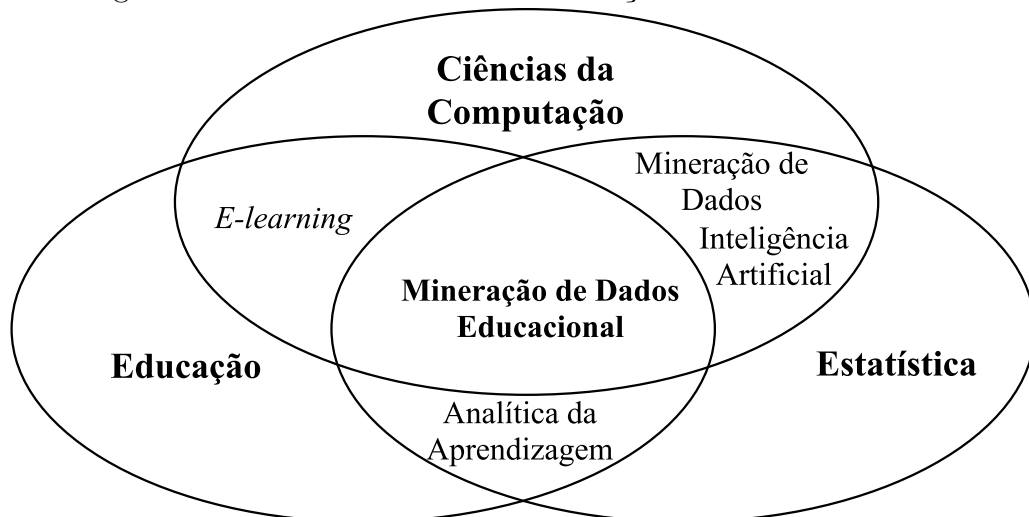 Ciências da
Computação
Mineração de
Dados
E-learning
Inteligência
Artificial
Mineração de Dados
Educacional
Educação
Estatística
Analítica da
Aprendizagem